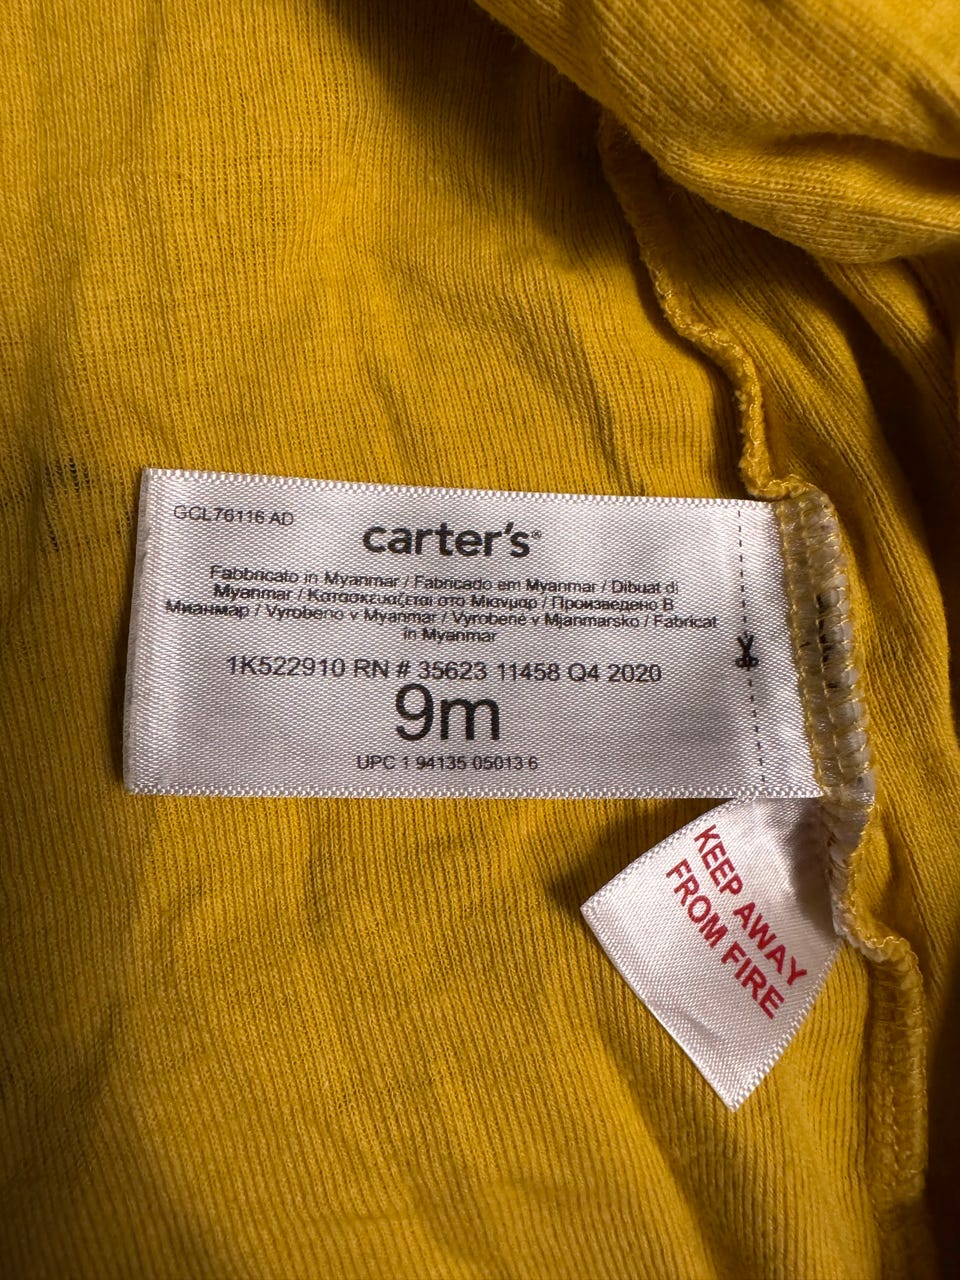 GCL76116 AD
carter's®
Fabbricato in Myanmar / Fabricado em Myanmar / Dibuat di
Myanmar / Κατασκευάζεται στο Μιανμάρ / Произведено В
Мианмар / Vyrobeno v Myanmar / Vyrobené v Mjanmarsko / Fabricat
in Myanmar
1K522910 RN # 35623 11458 Q4 2020
9m
UPC 1 94135 05013 6
KEEP AWAY
FROM FIRE